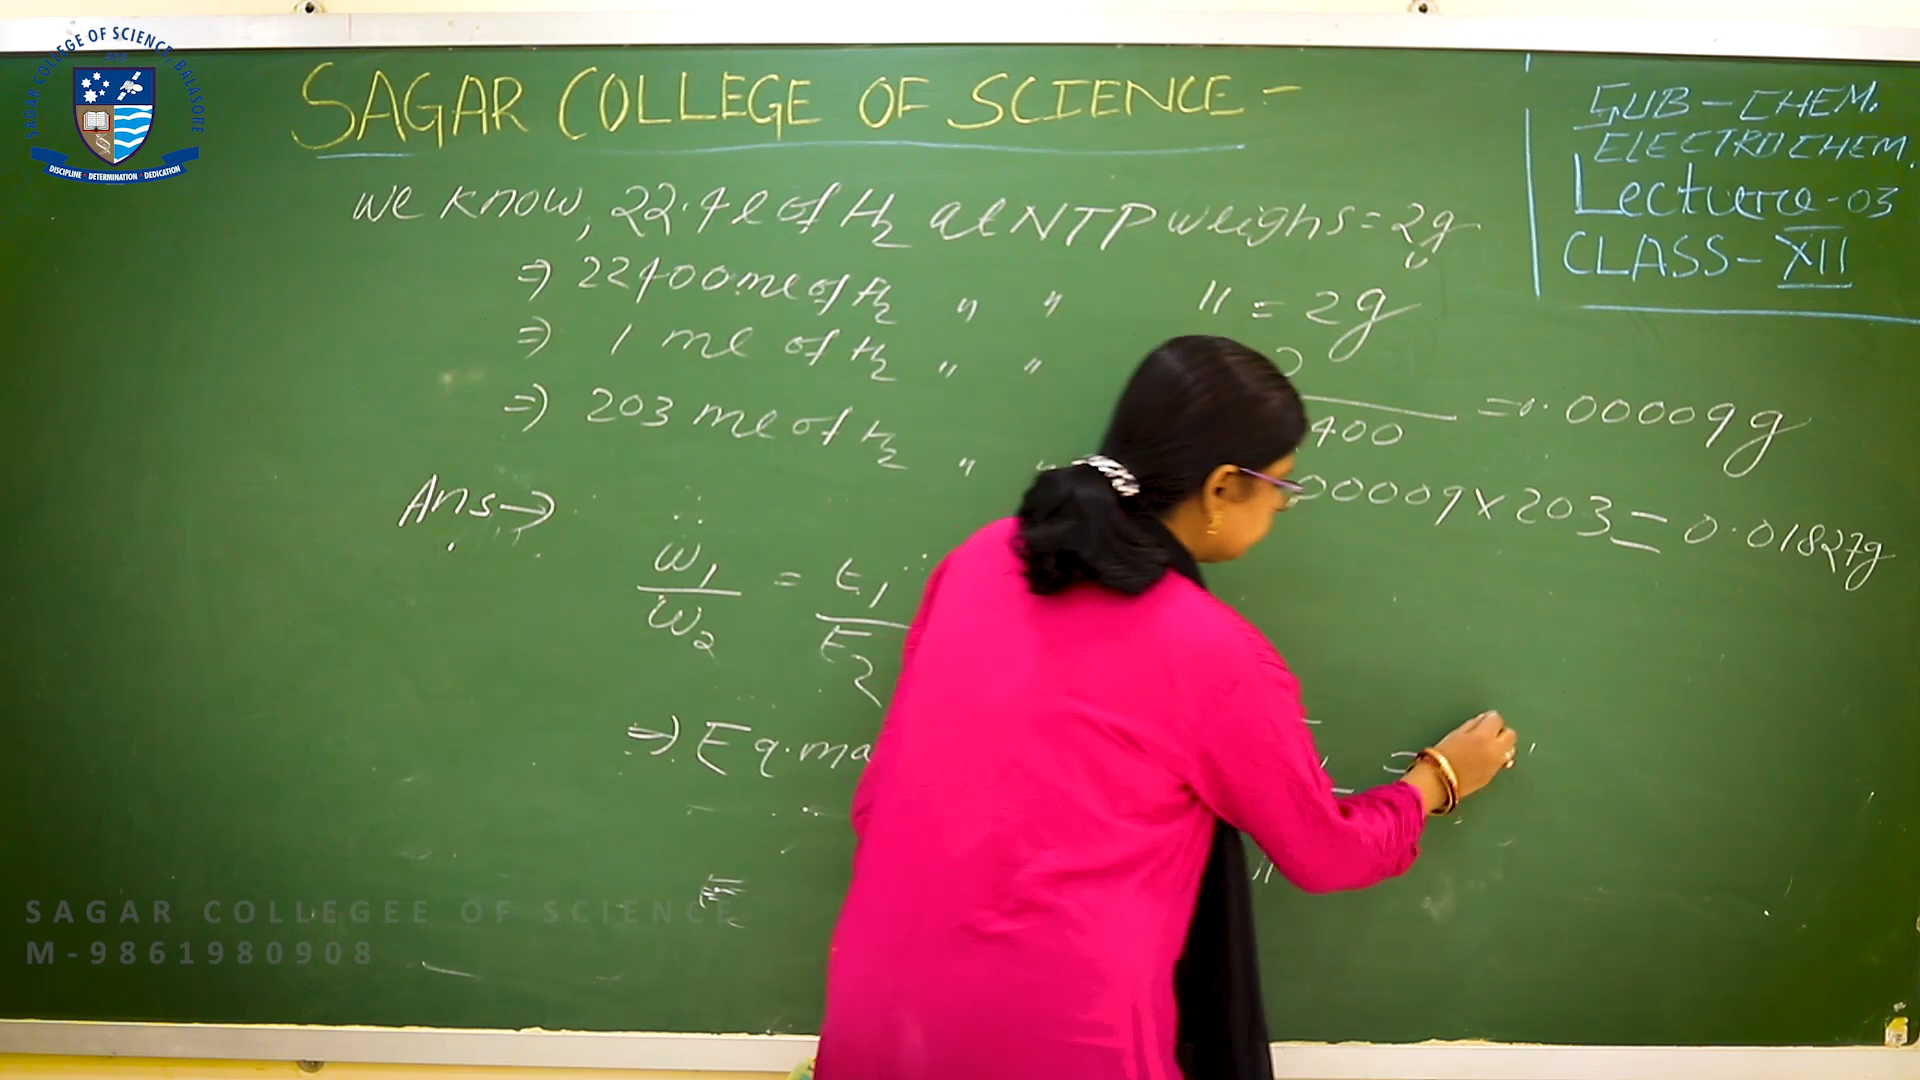 SAGAR COLLEGE OF SCIENCE, BALASORE
DISCIPLINE DETERMINATION DEDICATION
SAGAR COLLEGE OF SCIENCE -
SUB - CHEM.
ELECTROCHEM.
Lecture - 03
CLASS - XII
We know, 22.4l of H2 at NTP weighs = 2g
=> 22400 ml of H2 " " " = 2g
=> 1 ml of H2 " " 400 = 0.00009g
=> 203 ml of H2 " 00009 x 203 = 0.01827g
Ans →
W1/W2 = E1/E2
=> Eq.ma
=
SAGAR COLLEGEE OF SCIENCE
M-9861980908